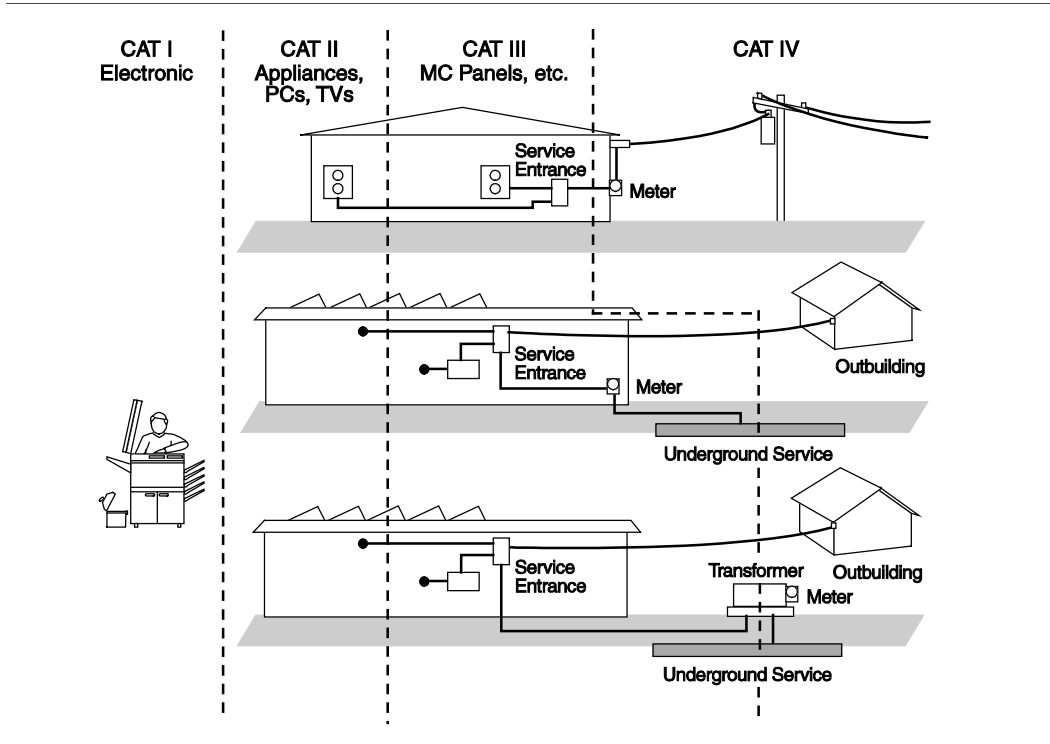 CAT I
Electronic
CAT II
Appliances,
PCs, TVs
CAT III
MC Panels, etc.
CAT IV
Service
Entrance
Meter
Service
Entrance
Meter
Outbuilding
Underground Service
Service
Entrance
Transformer
Meter
Outbuilding
Underground Service